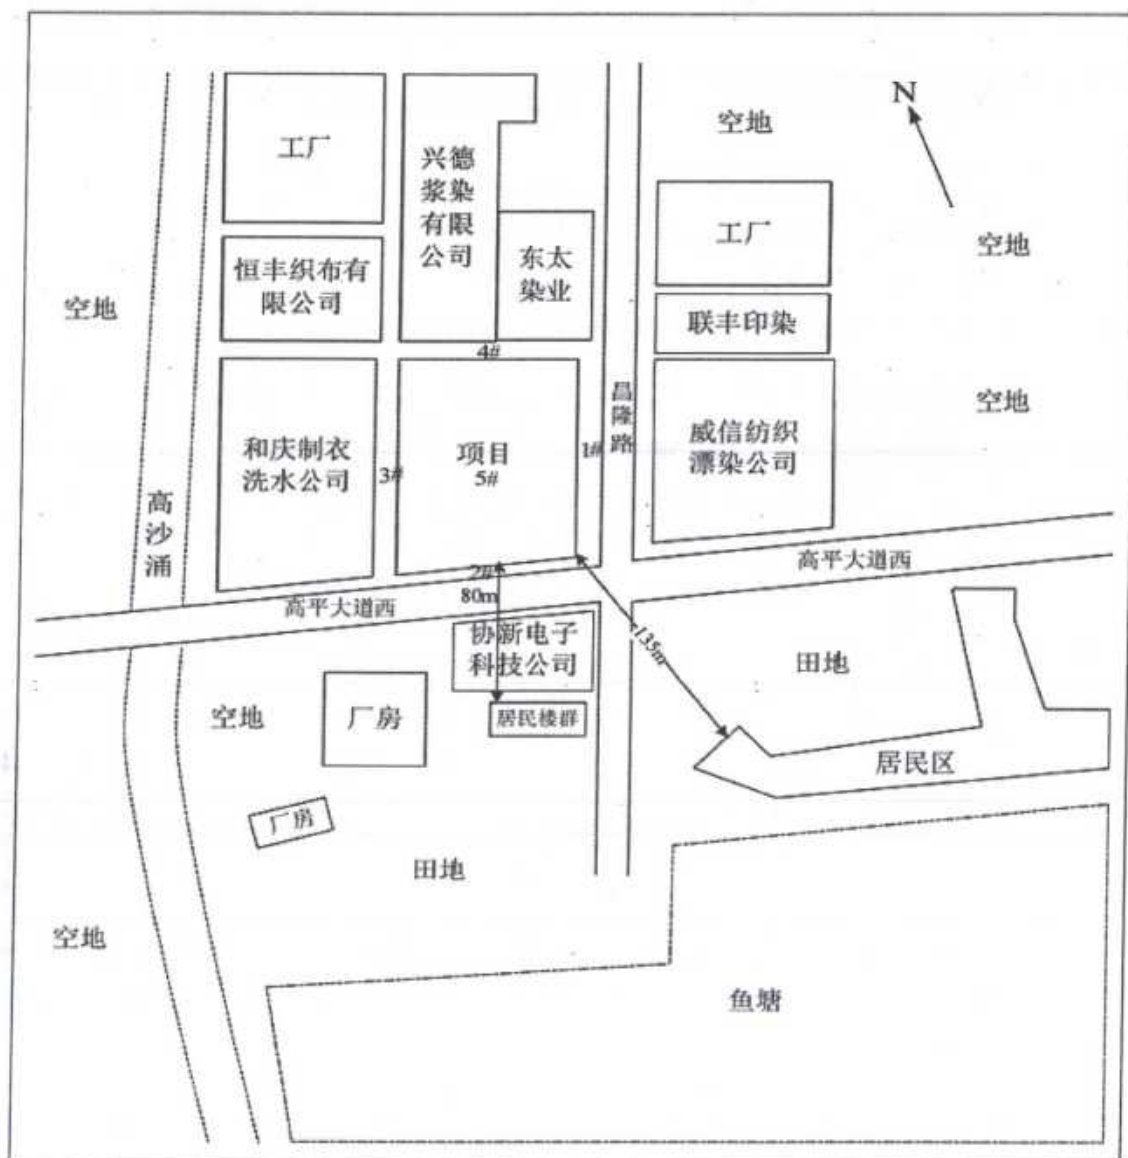 N
空地
工厂
兴德
浆染
有限
公司
工厂
空地
东太
染业
恒丰织布有
限公司
空地
联丰印染
4#
昌
隆
路
空地
和庆制衣
洗水公司
3#
项目
5#
1#
威信纺织
漂染公司
高
沙
涌
高平大道西
2#
80m
高平大道西
协新电子
科技公司
135m
田地
空地
厂房
居民楼群
居民区
厂房
田地
空地
鱼塘